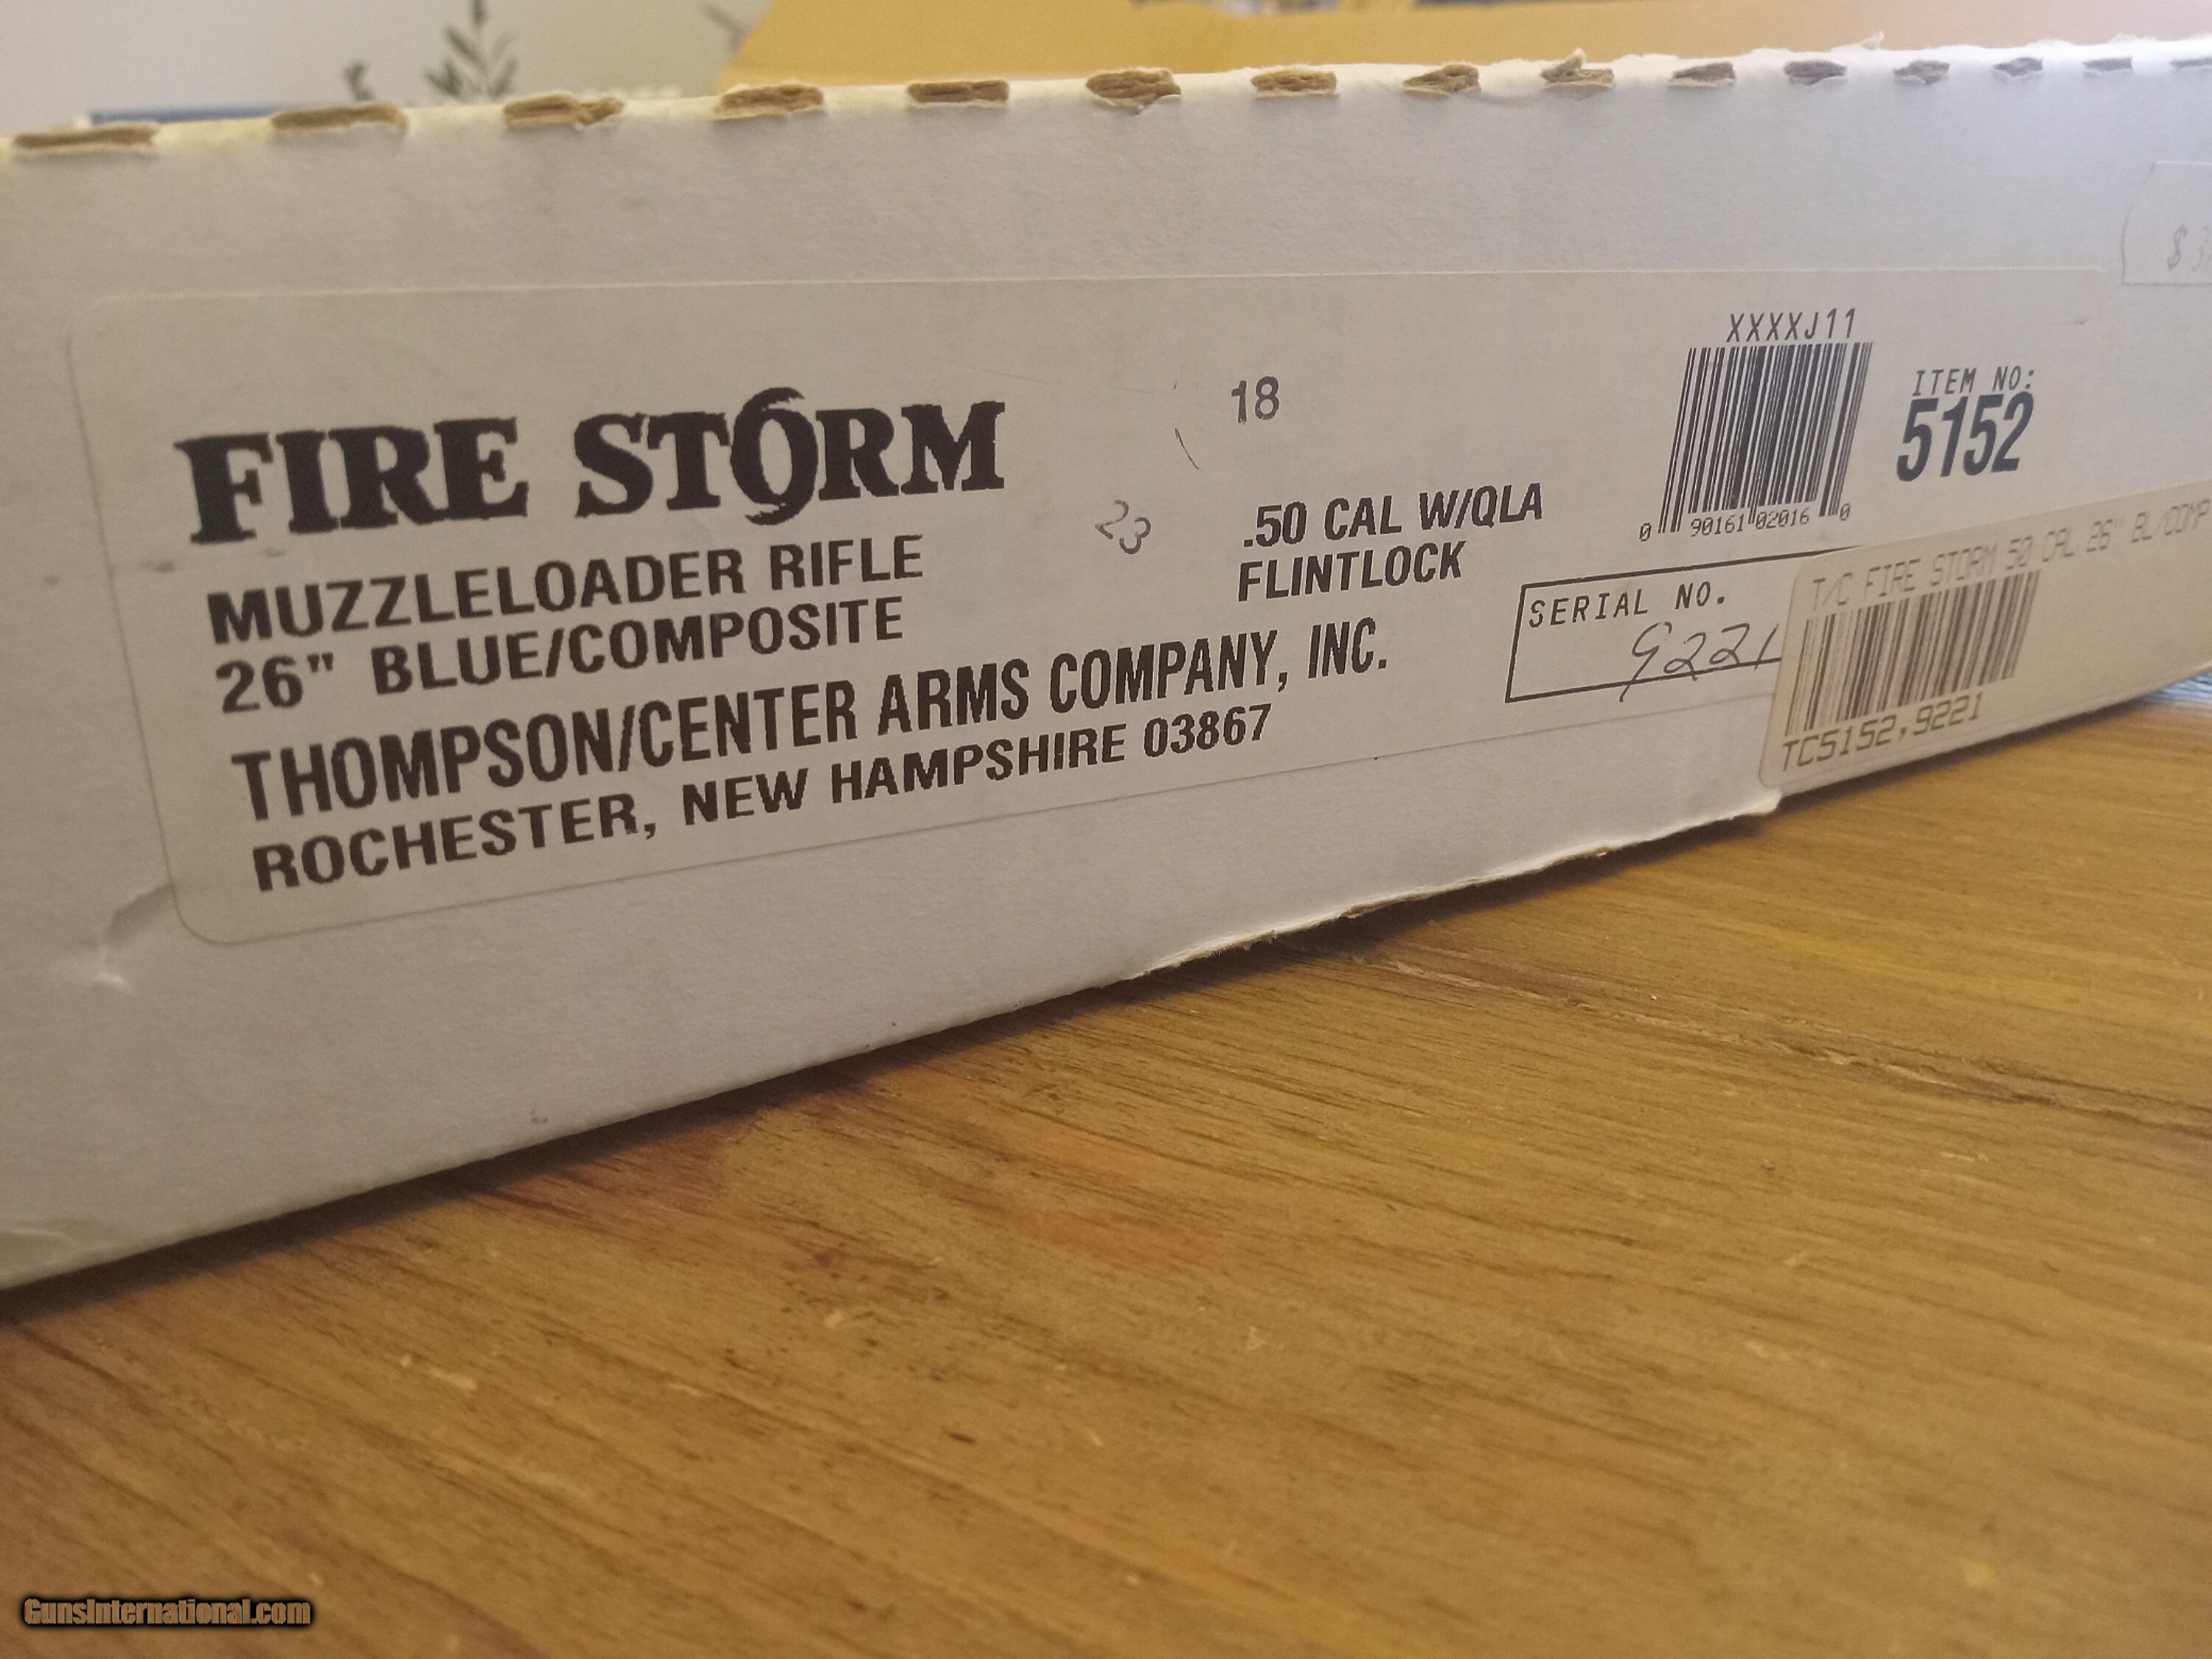 FIRE STORM
MUZZLELOADER RIFLE
26" BLUE/COMPOSITE
THOMPSON/CENTER ARMS COMPANY, INC.
ROCHESTER, NEW HAMPSHIRE 03867
18
23
.50 CAL W/QLA
FLINTLOCK
XXXXJ11
0 90161 02016 0
ITEM NO:
5152
SERIAL NO.
9221
T/C FIRE STORM 50 CAL 26" BL/COMP
TC5152,9221
$
GunsInternational.com